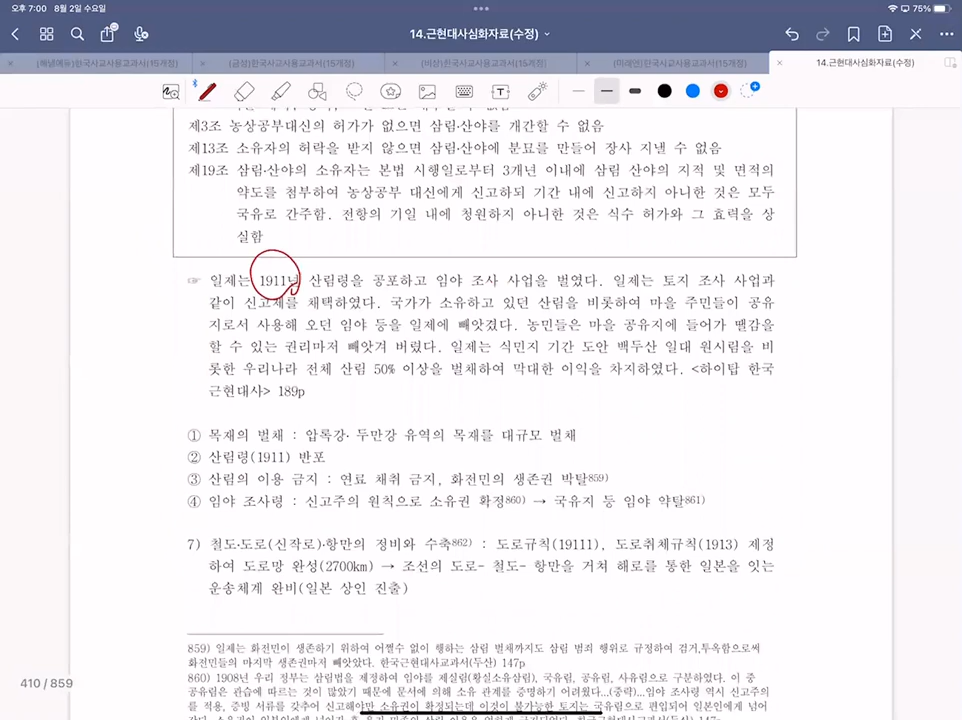 오후 7:00 8월 2일 수요일
75%
14.근현대사심화자료(수정)
(해냄에듀)한국사교사용교과서(15개정)
(금성)한국사교사용교과서(15개정)
(비상)한국사교사용교과서(15개정)
(미래엔)한국사교사용교과서(15개정)
14.근현대사심화자료(수정)
제3조 농상공부대신의 허가가 없으면 삼림·산야를 개간할 수 없음
제13조 소유자의 허락을 받지 않으면 삼림·산야에 분묘를 만들어 장사 지낼 수 없음
제19조 삼림·산야의 소유자는 본법 시행일로부터 3개년 이내에 삼림 산야의 지적 및 면적의
약도를 첨부하여 농상공부 대신에게 신고하되 기간 내에 신고하지 아니한 것은 모두
국유로 간주함. 전항의 기일 내에 청원하지 아니한 것은 식수 허가와 그 효력을 상
실함
☞ 일제는 1911년 산림령을 공포하고 임야 조사 사업을 벌였다. 일제는 토지 조사 사업과
같이 신고제를 채택하였다. 국가가 소유하고 있던 산림을 비롯하여 마을 주민들이 공유
지로서 사용해 오던 임야 등을 일제에 빼앗겼다. 농민들은 마을 공유지에 들어가 땔감을
할 수 있는 권리마저 빼앗겨 버렸다. 일제는 식민지 기간 도안 백두산 일대 원시림을 비
롯한 우리나라 전체 산림 50% 이상을 벌채하여 막대한 이익을 차지하였다. <하이탑 한국
근현대사> 189p
① 목재의 벌채 : 압록강· 두만강 유역의 목재를 대규모 벌채
② 산림령(1911) 반포
③ 산림의 이용 금지 : 연료 채취 금지, 화전민의 생존권 박탈859)
④ 임야 조사령 : 신고주의 원칙으로 소유권 확정860) → 국유지 등 임야 약탈861)
7) 철도·도로(신작로)·항만의 정비와 수축862) : 도로규칙(19111), 도로취체규칙(1913) 제정
하여 도로망 완성(2700km) → 조선의 도로- 철도- 항만을 거쳐 해로를 통한 일본을 잇는
운송체계 완비(일본 상인 진출)
859) 일제는 화전민이 생존하기 위하여 어쩔수 없이 행하는 삼림 벌채까지도 삼림 범죄 행위로 규정하여 검거,투옥함으로써
화전민들의 마지막 생존권마저 빼앗았다. 한국근현대사교과서(두산) 147p
860) 1908년 우리 정부는 삼림법을 제정하여 임야를 제실림(황실소유삼림), 국유림, 공유림, 사유림으로 구분하였다. 이 중
공유림은 관습에 따르는 것이 많았기 때문에 문서에 의해 소유 관계를 증명하기 어려웠다...(중략)...임야 조사령 역시 신고주의
를 적용, 증빙 서류를 갖추어 신고해야만 소유권이 확정되는데 이것이 불가능한 토지는 국유림으로 편입되어 일본인에게 넘어
410 / 859